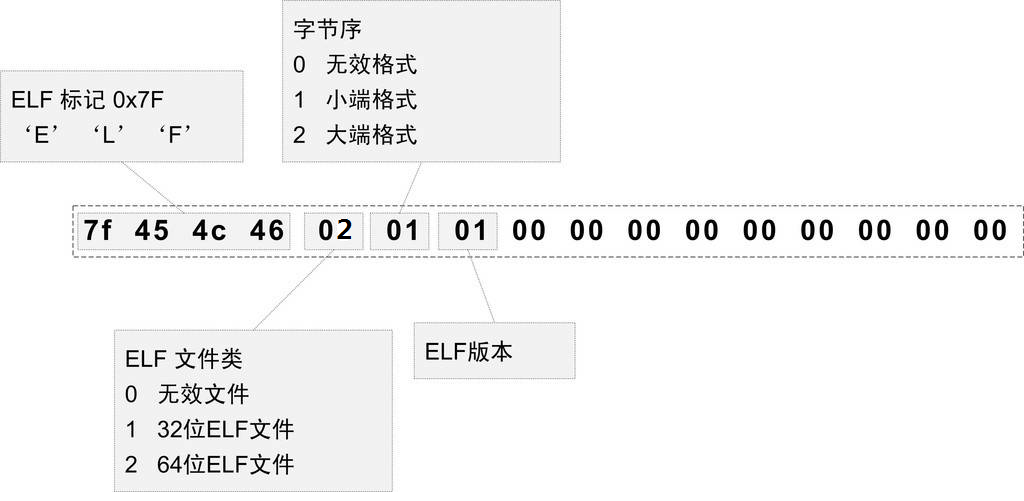 字节序
0 无效格式
1 小端格式
2 大端格式
ELF 标记 0x7F
‘E’ ‘L’ ‘F’
7f 45 4c 46 02 01 01 00 00 00 00 00 00 00 00 00
ELF 文件类
0 无效文件
1 32位ELF文件
2 64位ELF文件
ELF版本